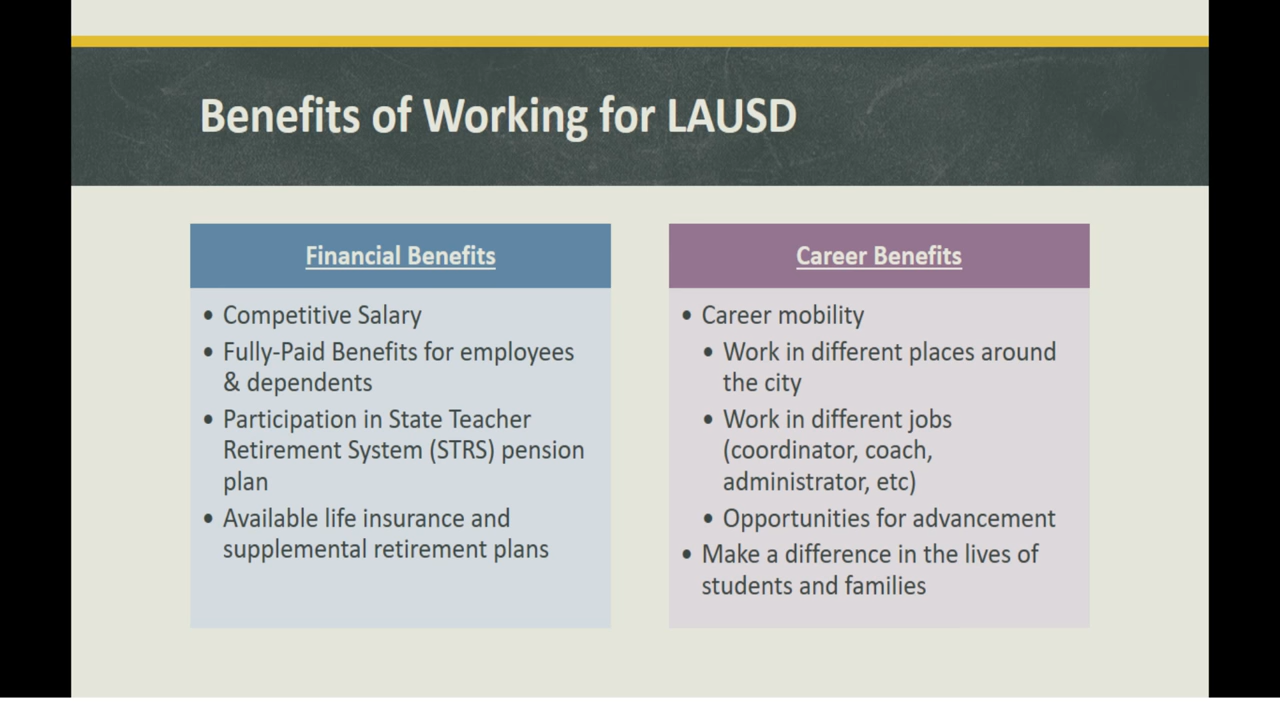 Benefits of Working for LAUSD
Financial Benefits
• Competitive Salary
• Fully-Paid Benefits for employees
& dependents
• Participation in State Teacher
Retirement System (STRS) pension
plan
• Available life insurance and
supplemental retirement plans
Career Benefits
• Career mobility
• Work in different places around
the city
• Work in different jobs
(coordinator, coach,
administrator, etc)
• Opportunities for advancement
• Make a difference in the lives of
students and families